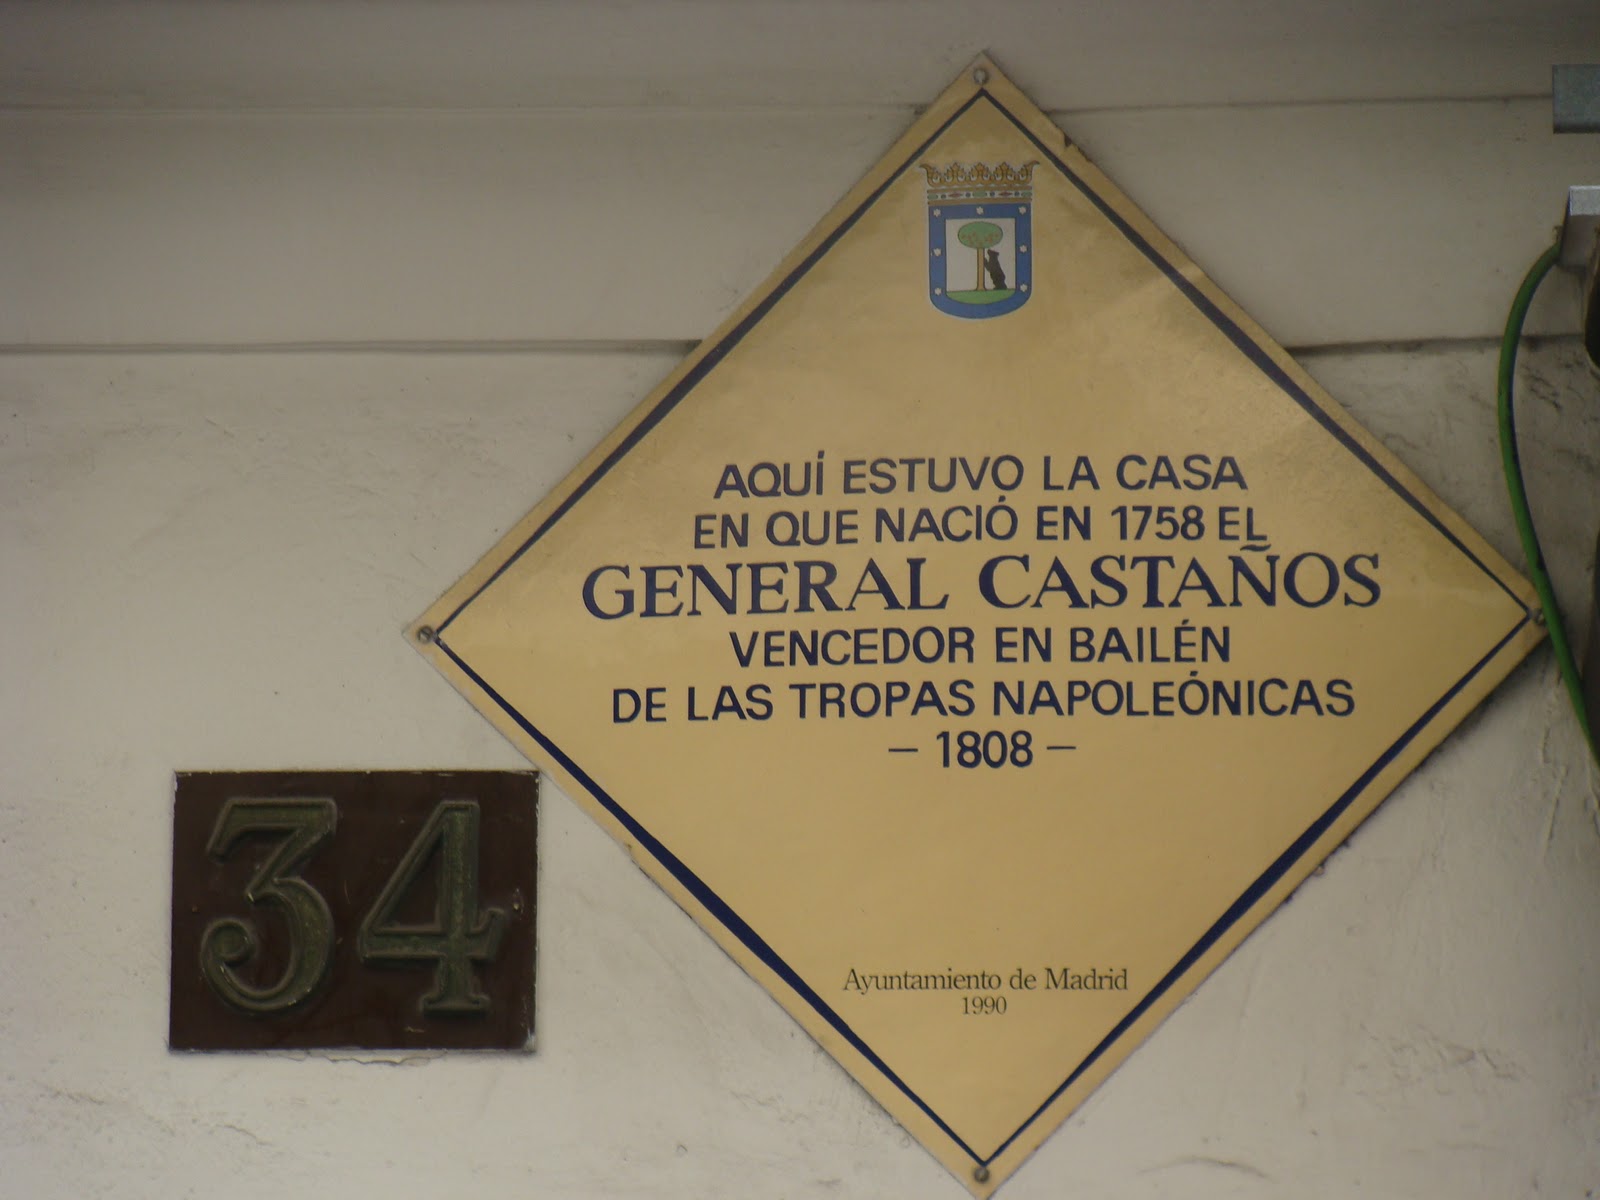 AQUÍ ESTUVO LA CASA
EN QUE NACIÓ EN 1758 EL
GENERAL CASTAÑOS
VENCEDOR EN BAILÉN
DE LAS TROPAS NAPOLEÓNICAS
– 1808 –
Ayuntamiento de Madrid
1990
34